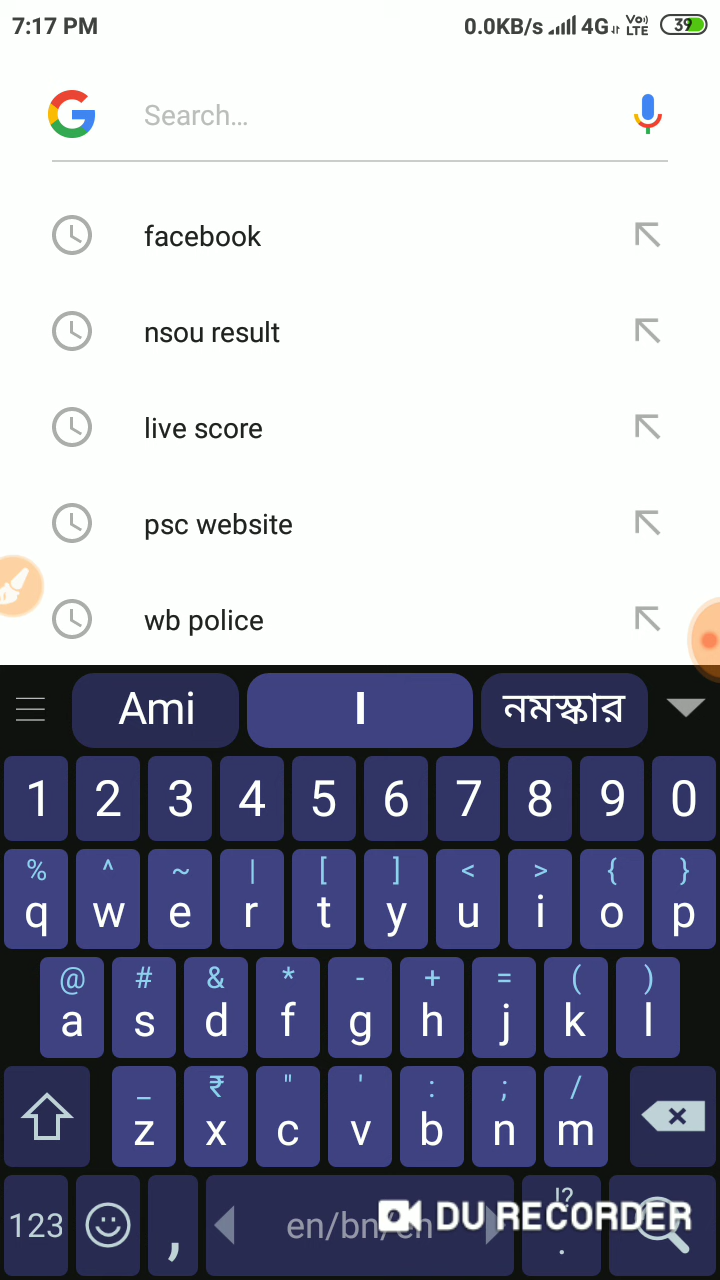 7:17 PM 0.0KB/s 4G Vo) LTE 39
Search...
facebook
nsou result
live score
psc website
wb police
Ami I নমস্কার
1 2 3 4 5 6 7 8 9 0
% ^ ~ | [ ] < > { }
q w e r t y u i o p
@ # & * - + = ( )
a s d f g h j k l
_ ₹ " ' : ; /
z x c v b n m
!?
123 , en/bn/en .
DU RECORDER